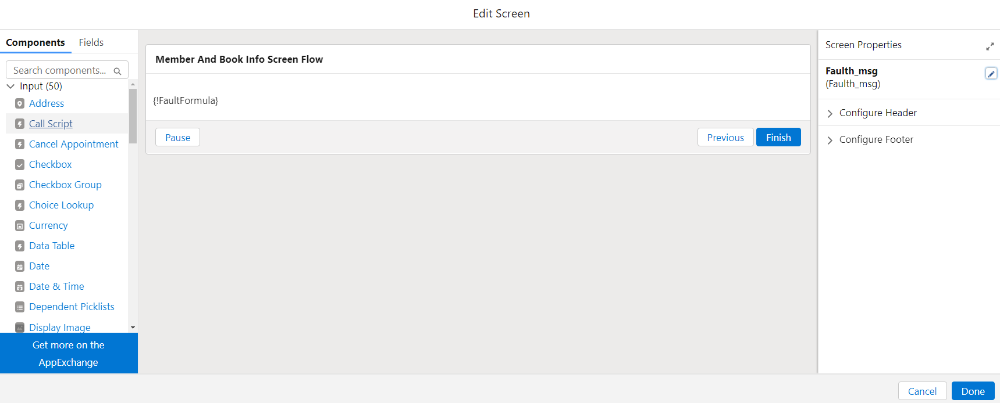 Edit Screen
Components
Fields
Search components...
Input (50)
Address
Call Script
Cancel Appointment
Checkbox
Checkbox Group
Choice Lookup
Currency
Data Table
Date
Date & Time
Dependent Picklists
Display Image
Get more on the
AppExchange
Member And Book Info Screen Flow
{!FaultFormula}
Pause
Previous
Finish
Screen Properties
Faulth_msg
(Faulth_msg)
Configure Header
Configure Footer
Cancel
Done